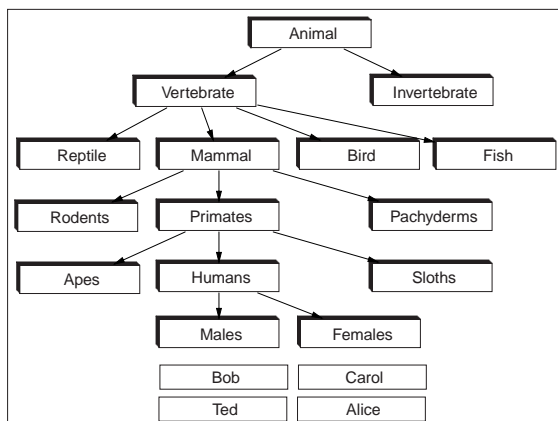 Animal
Vertebrate Invertebrate
Reptile Mammal Bird Fish
Rodents Primates Pachyderms
Apes Humans Sloths
Males Females
Bob Carol
Ted Alice